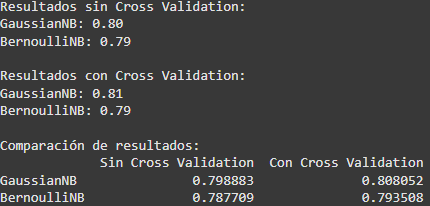 Resultados sin Cross Validation:
GaussianNB: 0.80
BernoulliNB: 0.79
Resultados con Cross Validation:
GaussianNB: 0.81
BernoulliNB: 0.79
Comparación de resultados:
Sin Cross Validation Con Cross Validation
GaussianNB 0.798883 0.808052
BernoulliNB 0.787709 0.793508